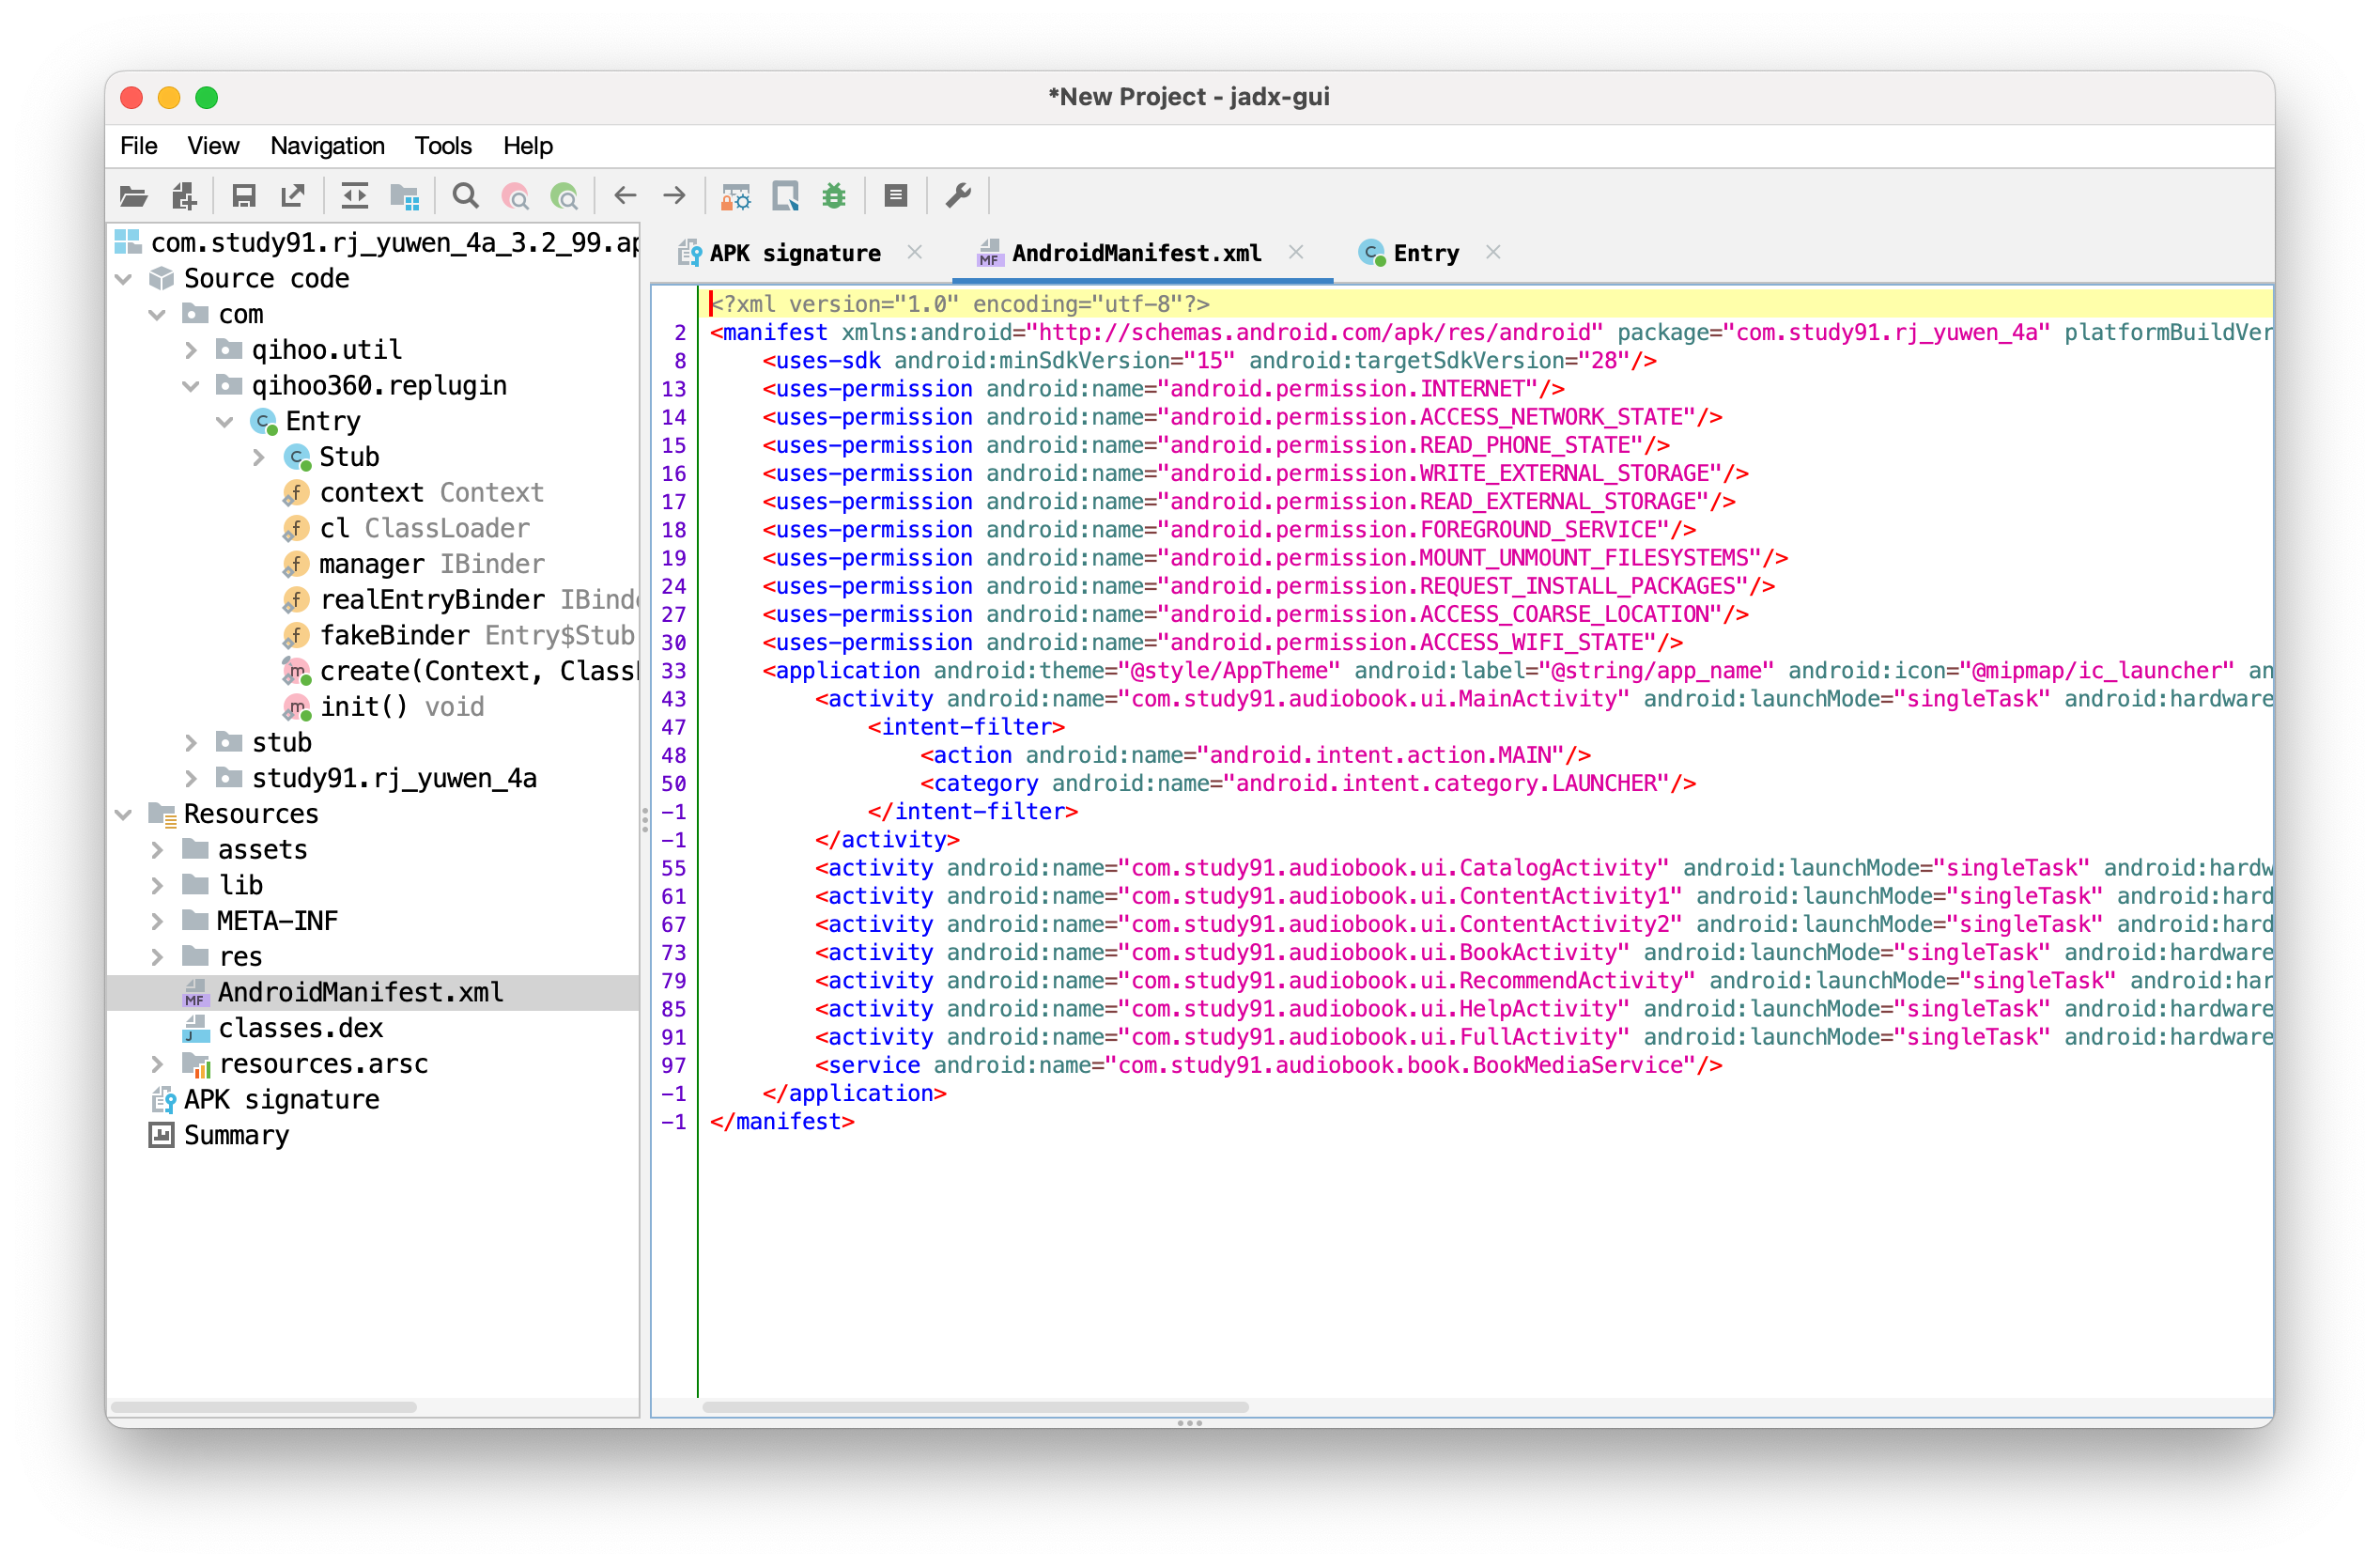 *New Project - jadx-gui
File View Navigation Tools Help
com.study91.rj_yuwen_4a_3.2_99.ap
Source code
com
qihoo.util
qihoo360.replugin
Entry
Stub
context Context
cl ClassLoader
manager IBinder
realEntryBinder IBinde
fakeBinder Entry$Stub
create(Context, Class
init() void
stub
study91.rj_yuwen_4a
Resources
assets
lib
META-INF
res
AndroidManifest.xml
classes.dex
resources.arsc
APK signature
Summary
APK signature AndroidManifest.xml Entry
<?xml version="1.0" encoding="utf-8"?>
2 <manifest xmlns:android="http://schemas.android.com/apk/res/android" package="com.study91.rj_yuwen_4a" platformBuildVer
8 <uses-sdk android:minSdkVersion="15" android:targetSdkVersion="28"/>
13 <uses-permission android:name="android.permission.INTERNET"/>
14 <uses-permission android:name="android.permission.ACCESS_NETWORK_STATE"/>
15 <uses-permission android:name="android.permission.READ_PHONE_STATE"/>
16 <uses-permission android:name="android.permission.WRITE_EXTERNAL_STORAGE"/>
17 <uses-permission android:name="android.permission.READ_EXTERNAL_STORAGE"/>
18 <uses-permission android:name="android.permission.FOREGROUND_SERVICE"/>
19 <uses-permission android:name="android.permission.MOUNT_UNMOUNT_FILESYSTEMS"/>
24 <uses-permission android:name="android.permission.REQUEST_INSTALL_PACKAGES"/>
27 <uses-permission android:name="android.permission.ACCESS_COARSE_LOCATION"/>
30 <uses-permission android:name="android.permission.ACCESS_WIFI_STATE"/>
33 <application android:theme="@style/AppTheme" android:label="@string/app_name" android:icon="@mipmap/ic_launcher" an
43 <activity android:name="com.study91.audiobook.ui.MainActivity" android:launchMode="singleTask" android:hardware
47 <intent-filter>
48 <action android:name="android.intent.action.MAIN"/>
50 <category android:name="android.intent.category.LAUNCHER"/>
-1 </intent-filter>
-1 </activity>
55 <activity android:name="com.study91.audiobook.ui.CatalogActivity" android:launchMode="singleTask" android:hardw
61 <activity android:name="com.study91.audiobook.ui.ContentActivity1" android:launchMode="singleTask" android:hard
67 <activity android:name="com.study91.audiobook.ui.ContentActivity2" android:launchMode="singleTask" android:hard
73 <activity android:name="com.study91.audiobook.ui.BookActivity" android:launchMode="singleTask" android:hardware
79 <activity android:name="com.study91.audiobook.ui.RecommendActivity" android:launchMode="singleTask" android:har
85 <activity android:name="com.study91.audiobook.ui.HelpActivity" android:launchMode="singleTask" android:hardware
91 <activity android:name="com.study91.audiobook.ui.FullActivity" android:launchMode="singleTask" android:hardware
97 <service android:name="com.study91.audiobook.book.BookMediaService"/>
-1 </application>
-1 </manifest>